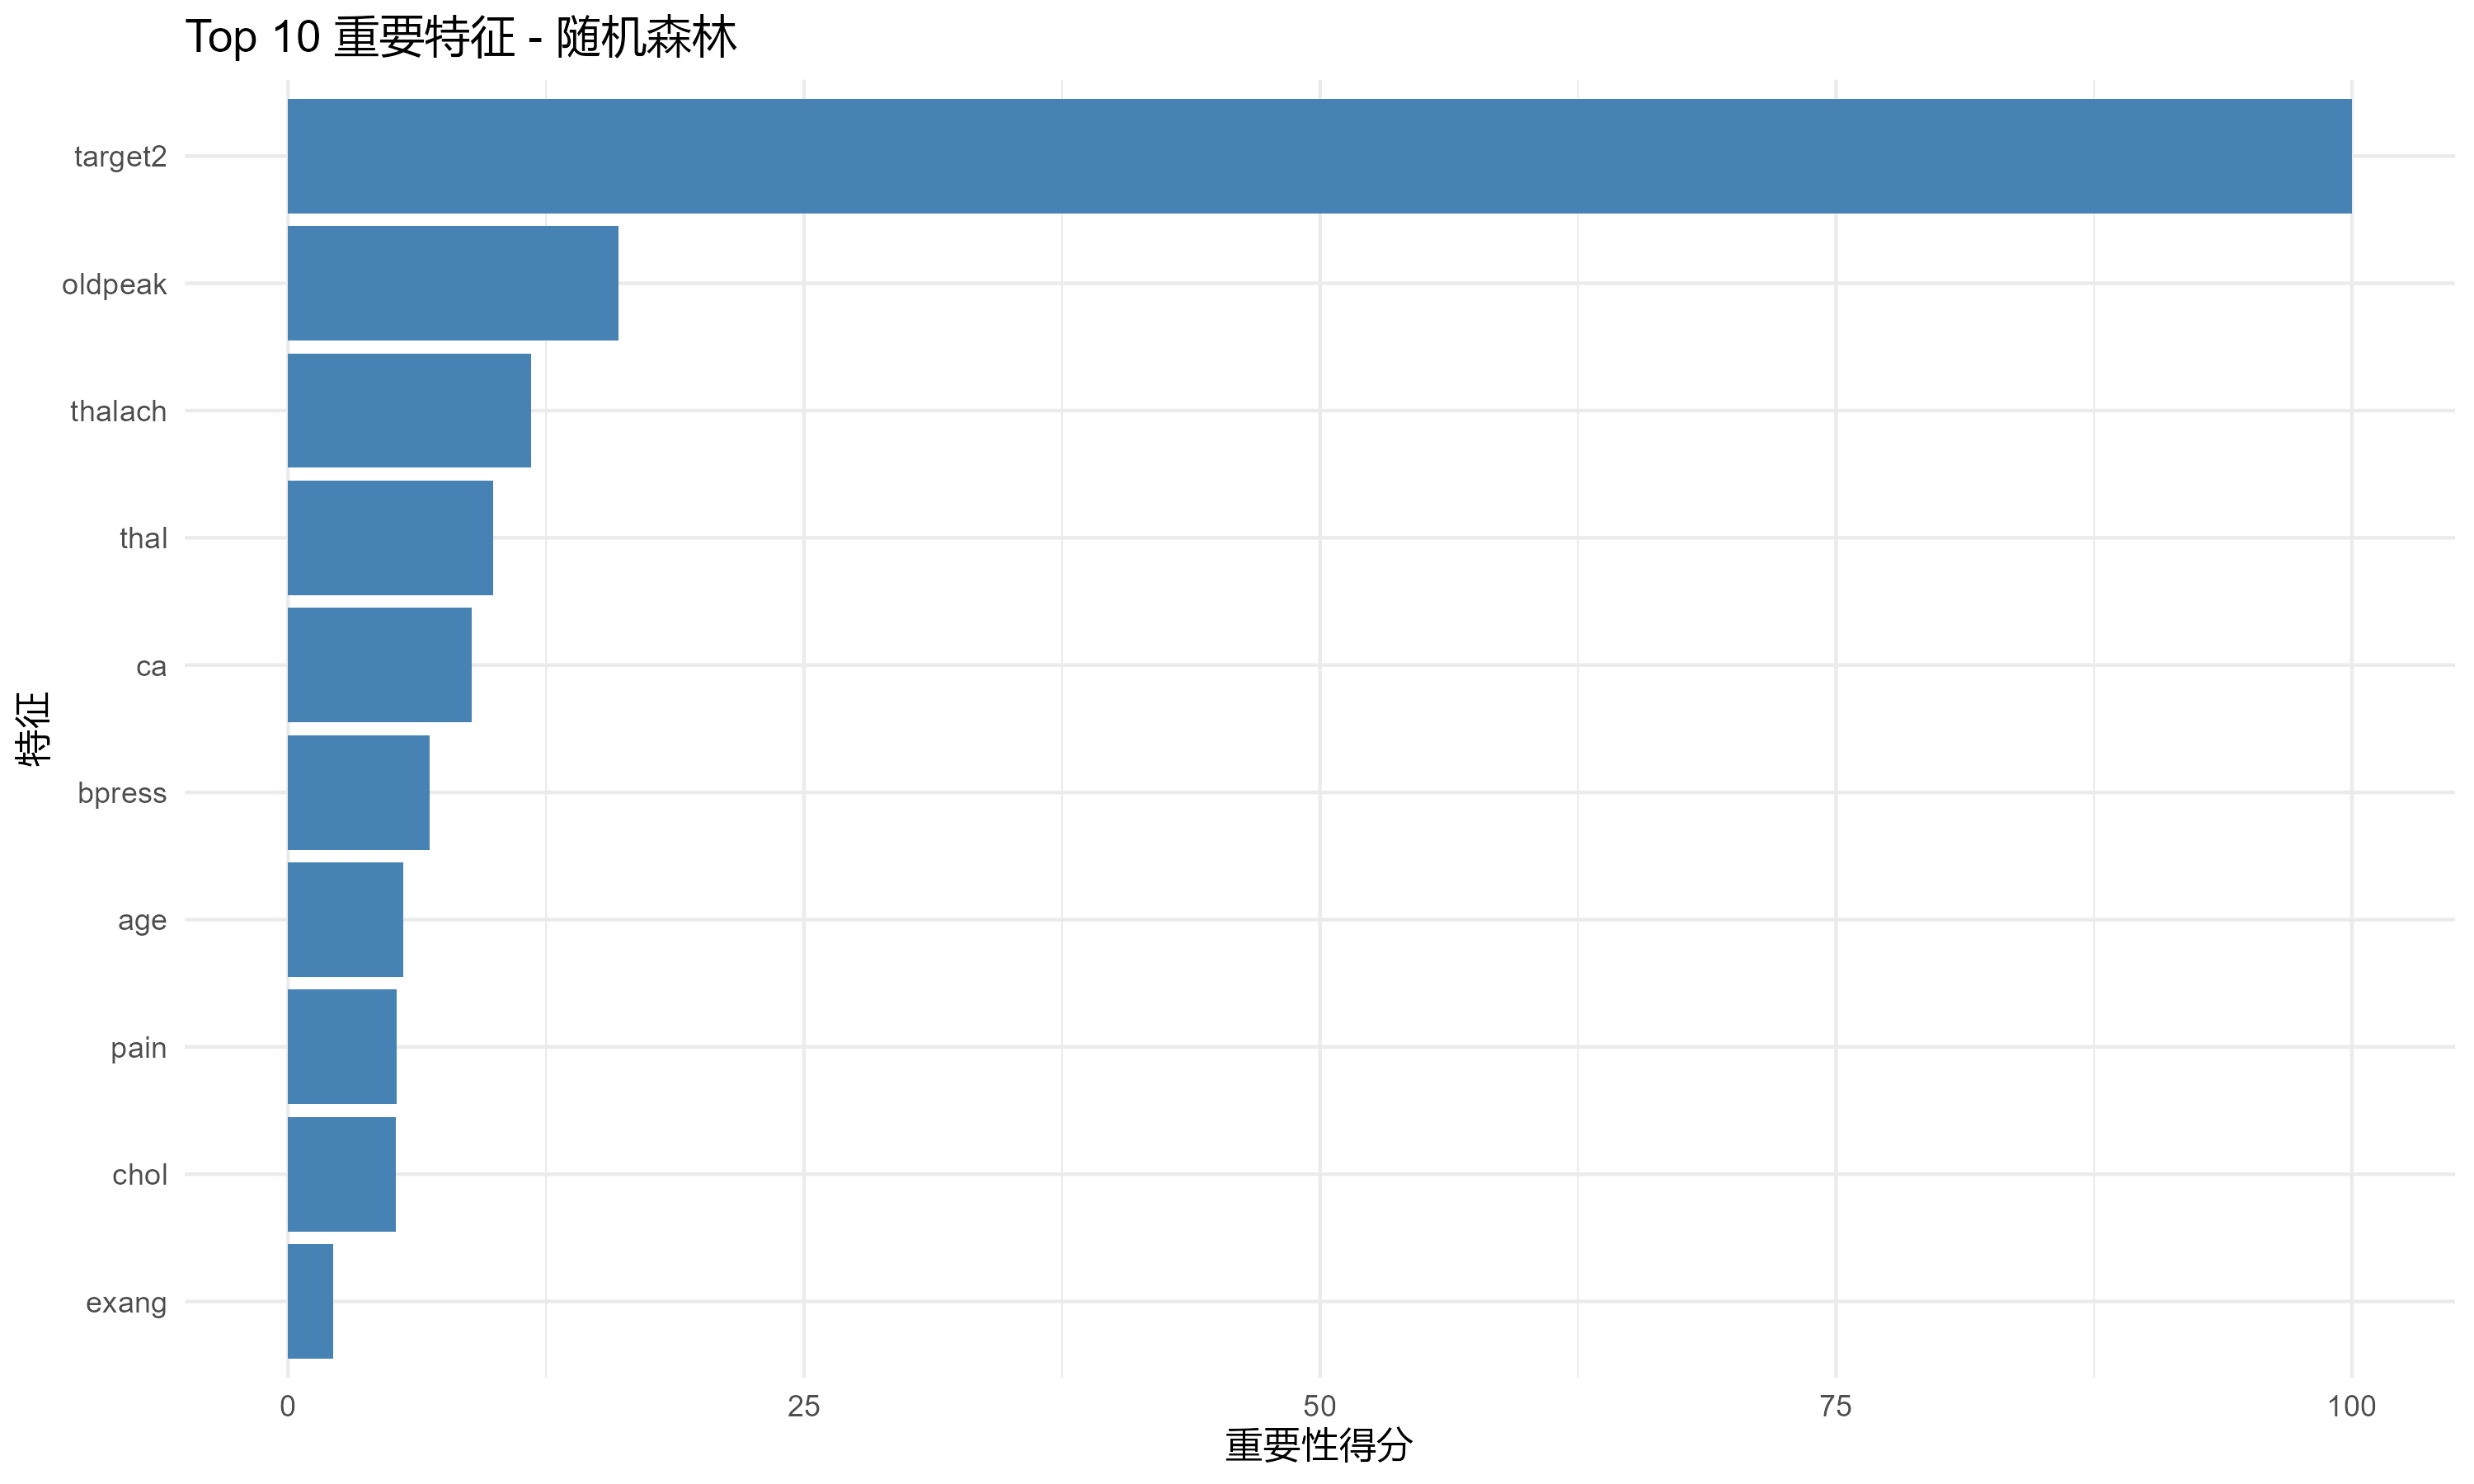 Top 10 重要特征 - 随机森林
target2
oldpeak
thalach
thal
ca
bpress
age
pain
chol
exang
特征
0 25 50 75 100
重要性得分